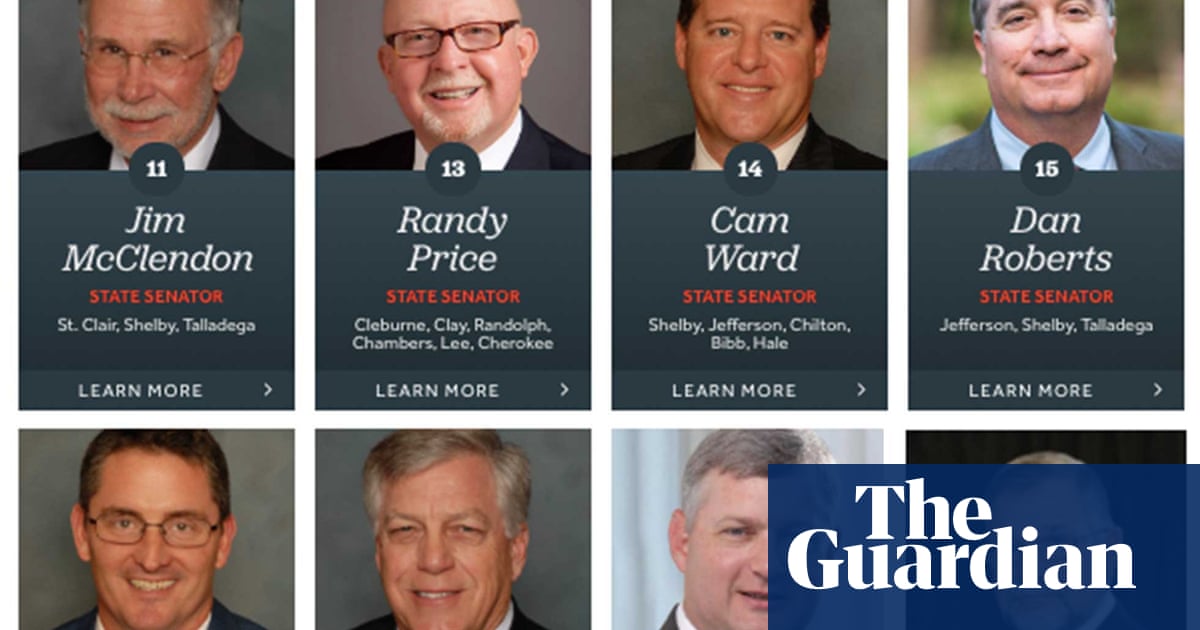 11
Jim
McClendon
STATE SENATOR
St. Clair, Shelby, Talladega
LEARN MORE >
13
Randy
Price
STATE SENATOR
Cleburne, Clay, Randolph,
Chambers, Lee, Cherokee
LEARN MORE >
14
Cam
Ward
STATE SENATOR
Shelby, Jefferson, Chilton,
Bibb, Hale
LEARN MORE >
15
Dan
Roberts
STATE SENATOR
Jefferson, Shelby, Talladega
LEARN MORE >
The
Guardian